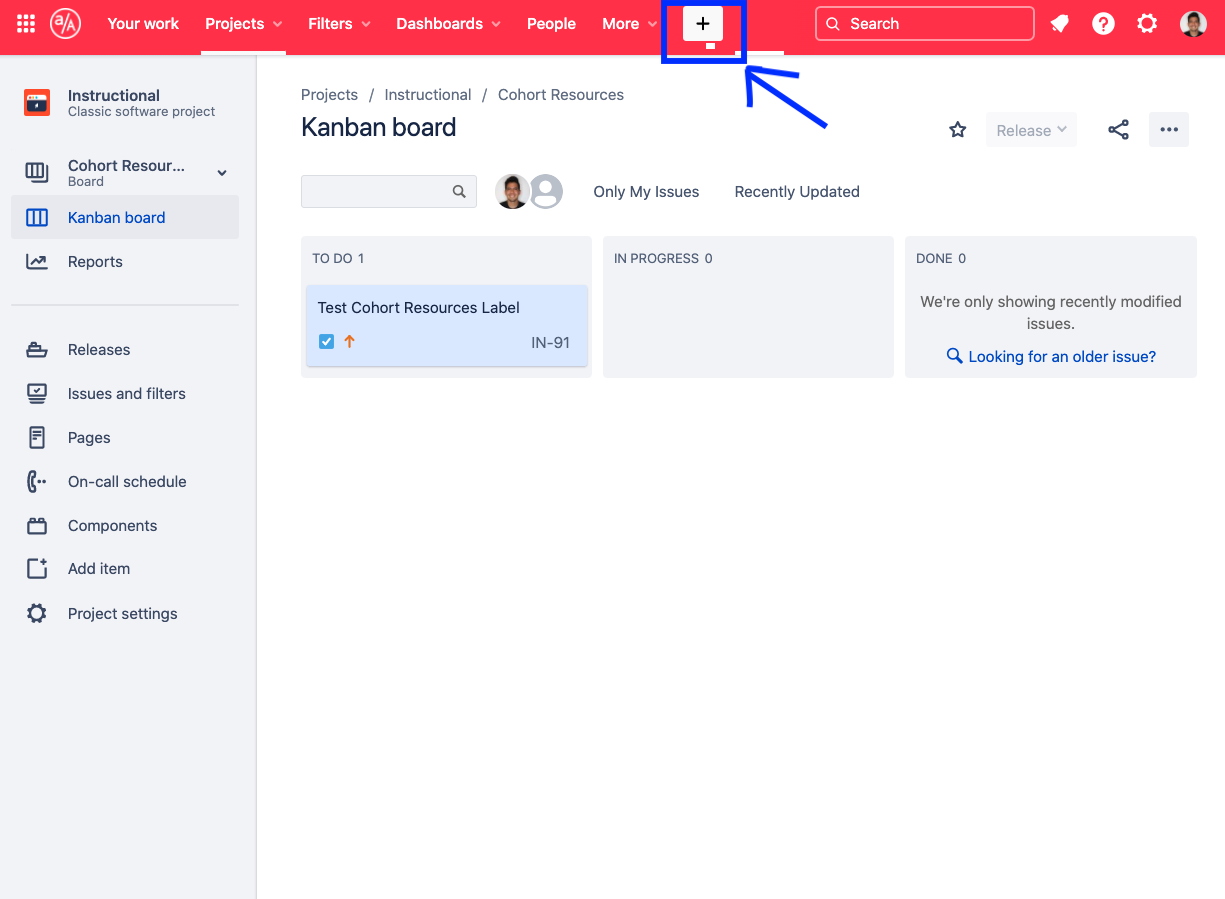 a/A Your work Projects Filters Dashboards People More + Search ?
Instructional
Classic software project
Cohort Resour...
Board
Kanban board
Reports
Releases
Issues and filters
Pages
On-call schedule
Components
Add item
Project settings
Projects / Instructional / Cohort Resources
Kanban board
Release
Only My Issues Recently Updated
TO DO 1
Test Cohort Resources Label
IN-91
IN PROGRESS 0
DONE 0
We're only showing recently modified
issues.
Looking for an older issue?